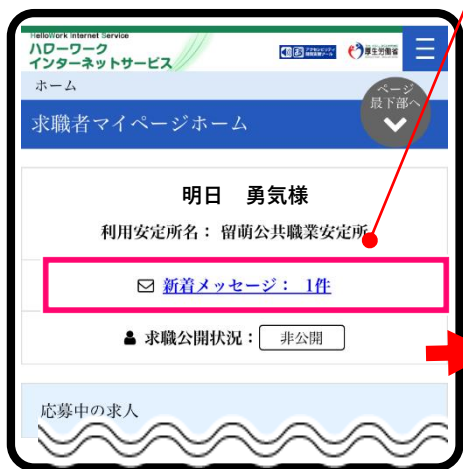 HelloWork Internet Service
ハローワーク
インターネットサービス
厚生労働省
ホーム
ページ
最下部へ
求職者マイページホーム
明日 勇気様
利用安定所名： 留萌公共職業安定所
新着メッセージ： 1件
求職公開状況： 非公開
応募中の求人